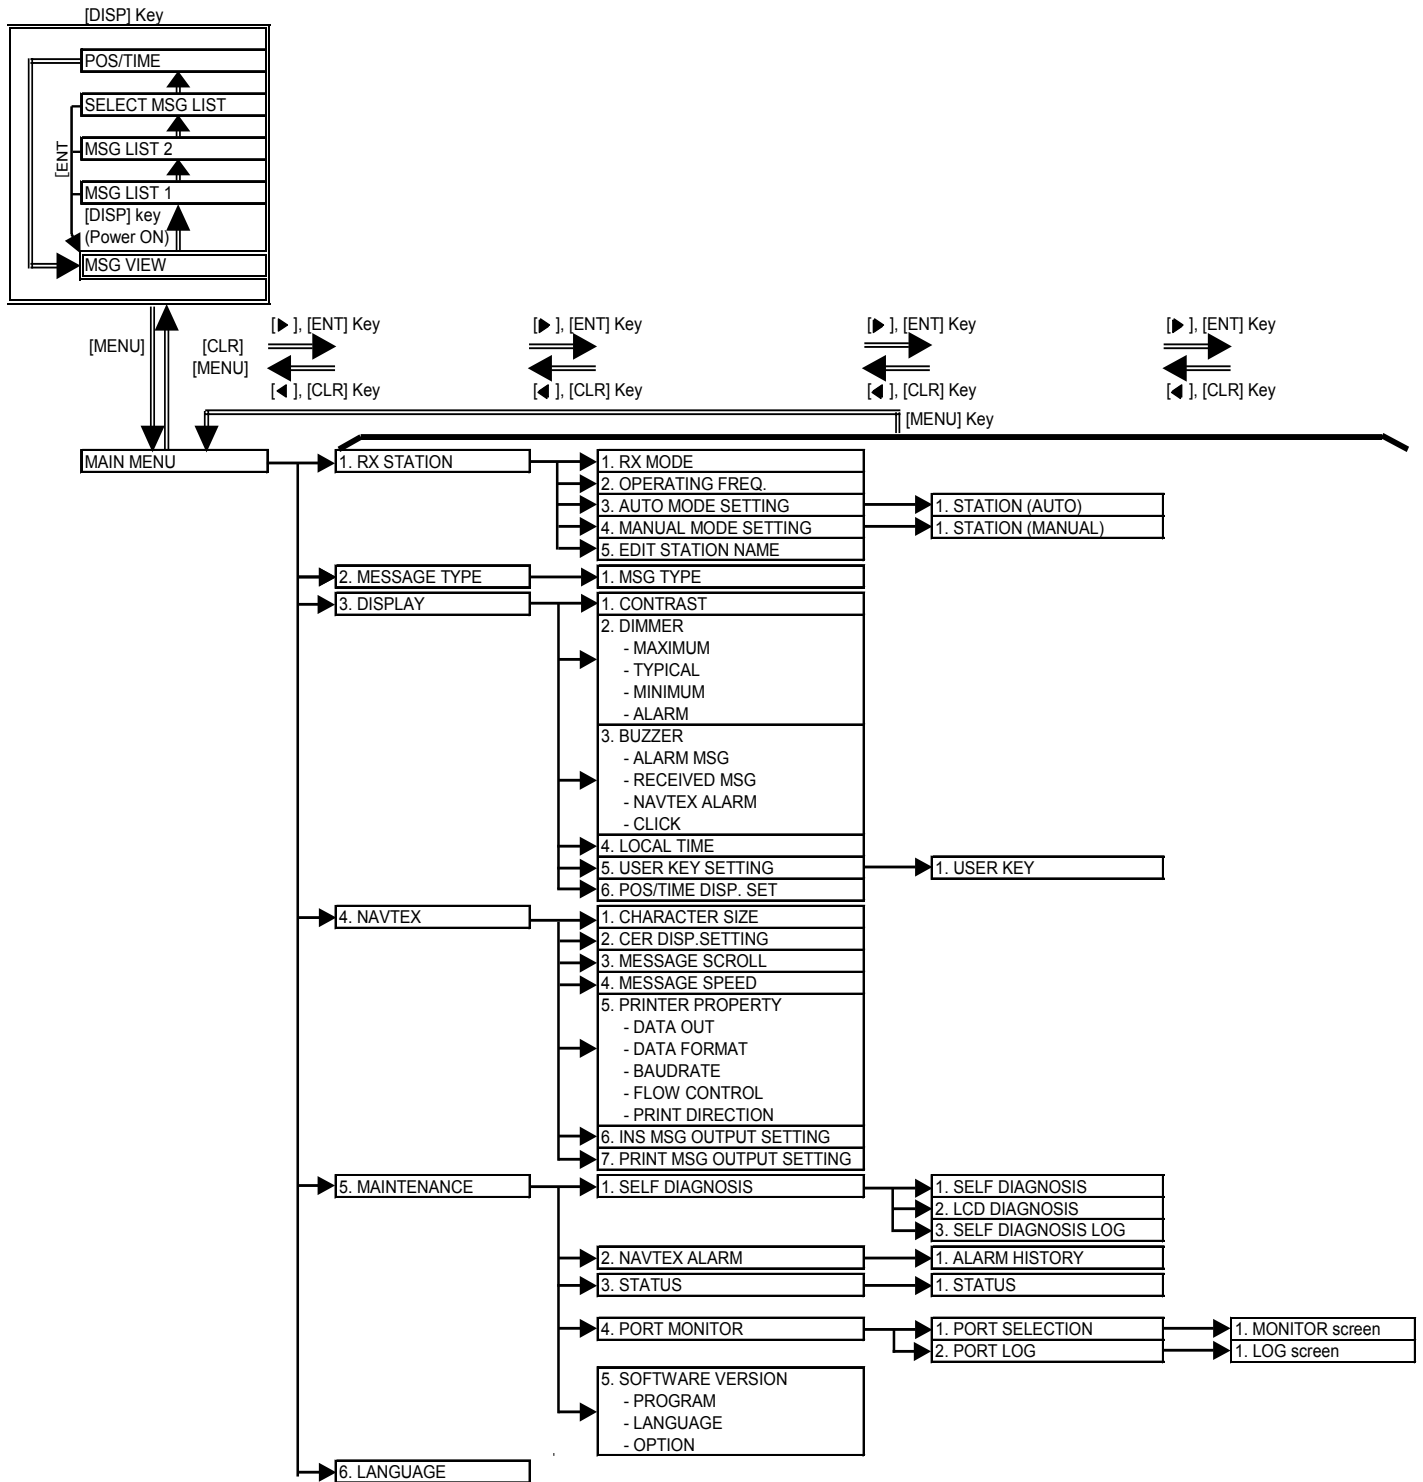 [DISP] Key
POS/TIME
SELECT MSG LIST
[ENT
MSG LIST 2
MSG LIST 1
[DISP] key
(Power ON)
MSG VIEW
[MENU]
[CLR]
[MENU]
[▶ ], [ENT] Key
[◀ ], [CLR] Key
[▶ ], [ENT] Key
[◀ ], [CLR] Key
[▶ ], [ENT] Key
[◀ ], [CLR] Key
[▶ ], [ENT] Key
[◀ ], [CLR] Key
[MENU] Key
MAIN MENU
1. RX STATION
1. RX MODE
2. OPERATING FREQ.
3. AUTO MODE SETTING
1. STATION (AUTO)
4. MANUAL MODE SETTING
1. STATION (MANUAL)
5. EDIT STATION NAME
2. MESSAGE TYPE
1. MSG TYPE
3. DISPLAY
1. CONTRAST
2. DIMMER
- MAXIMUM
- TYPICAL
- MINIMUM
- ALARM
3. BUZZER
- ALARM MSG
- RECEIVED MSG
- NAVTEX ALARM
- CLICK
4. LOCAL TIME
5. USER KEY SETTING
1. USER KEY
6. POS/TIME DISP. SET
4. NAVTEX
1. CHARACTER SIZE
2. CER DISP.SETTING
3. MESSAGE SCROLL
4. MESSAGE SPEED
5. PRINTER PROPERTY
- DATA OUT
- DATA FORMAT
- BAUDRATE
- FLOW CONTROL
- PRINT DIRECTION
6. INS MSG OUTPUT SETTING
7. PRINT MSG OUTPUT SETTING
5. MAINTENANCE
1. SELF DIAGNOSIS
1. SELF DIAGNOSIS
2. LCD DIAGNOSIS
3. SELF DIAGNOSIS LOG
2. NAVTEX ALARM
1. ALARM HISTORY
3. STATUS
1. STATUS
4. PORT MONITOR
1. PORT SELECTION
1. MONITOR screen
2. PORT LOG
1. LOG screen
5. SOFTWARE VERSION
- PROGRAM
- LANGUAGE
- OPTION
6. LANGUAGE